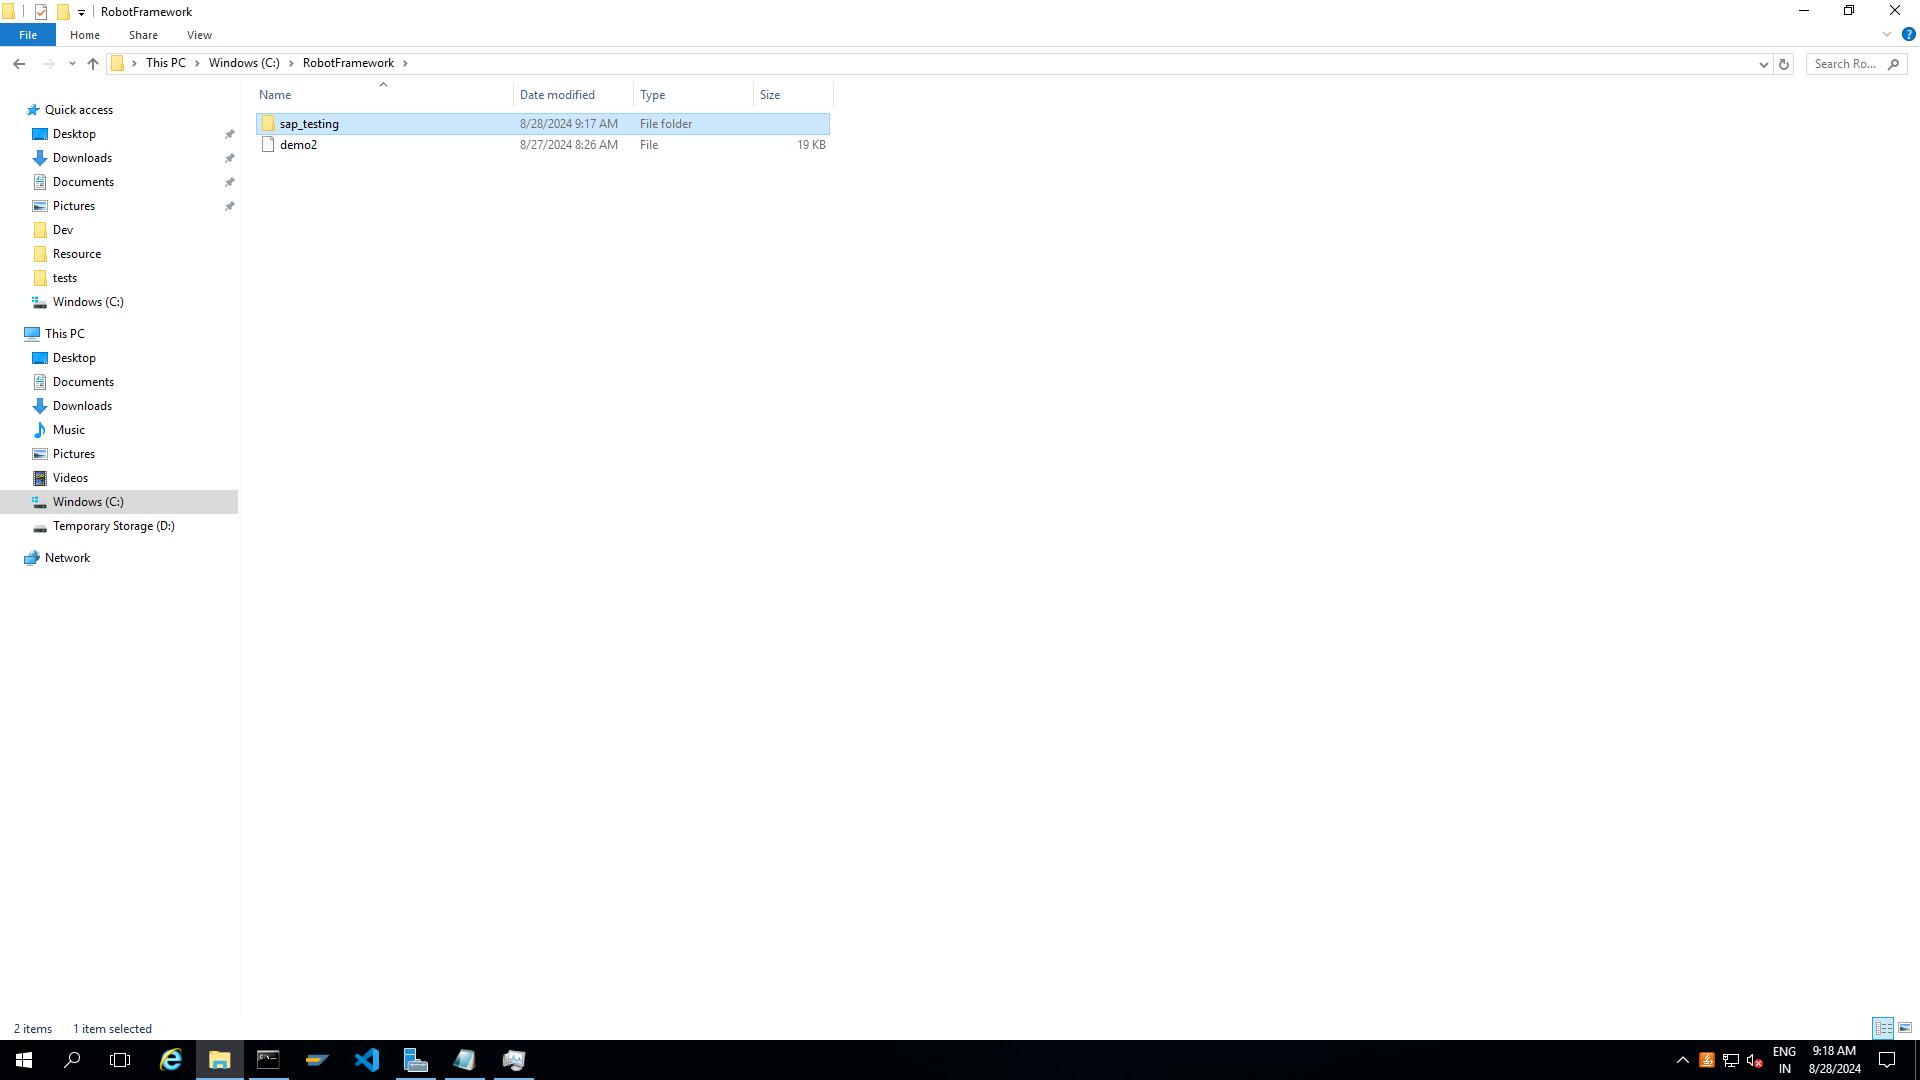 RobotFramework
File Home Share View
This PC Windows (C:) RobotFramework Search Ro...
Name Date modified Type Size
sap_testing 8/28/2024 9:17 AM File folder
demo2 8/27/2024 8:26 AM File 19 KB
Quick access
Desktop
Downloads
Documents
Pictures
Dev
Resource
tests
Windows (C:)
This PC
Desktop
Documents
Downloads
Music
Pictures
Videos
Windows (C:)
Temporary Storage (D:)
Network
2 items 1 item selected
ENG 9:18 AM
IN 8/28/2024